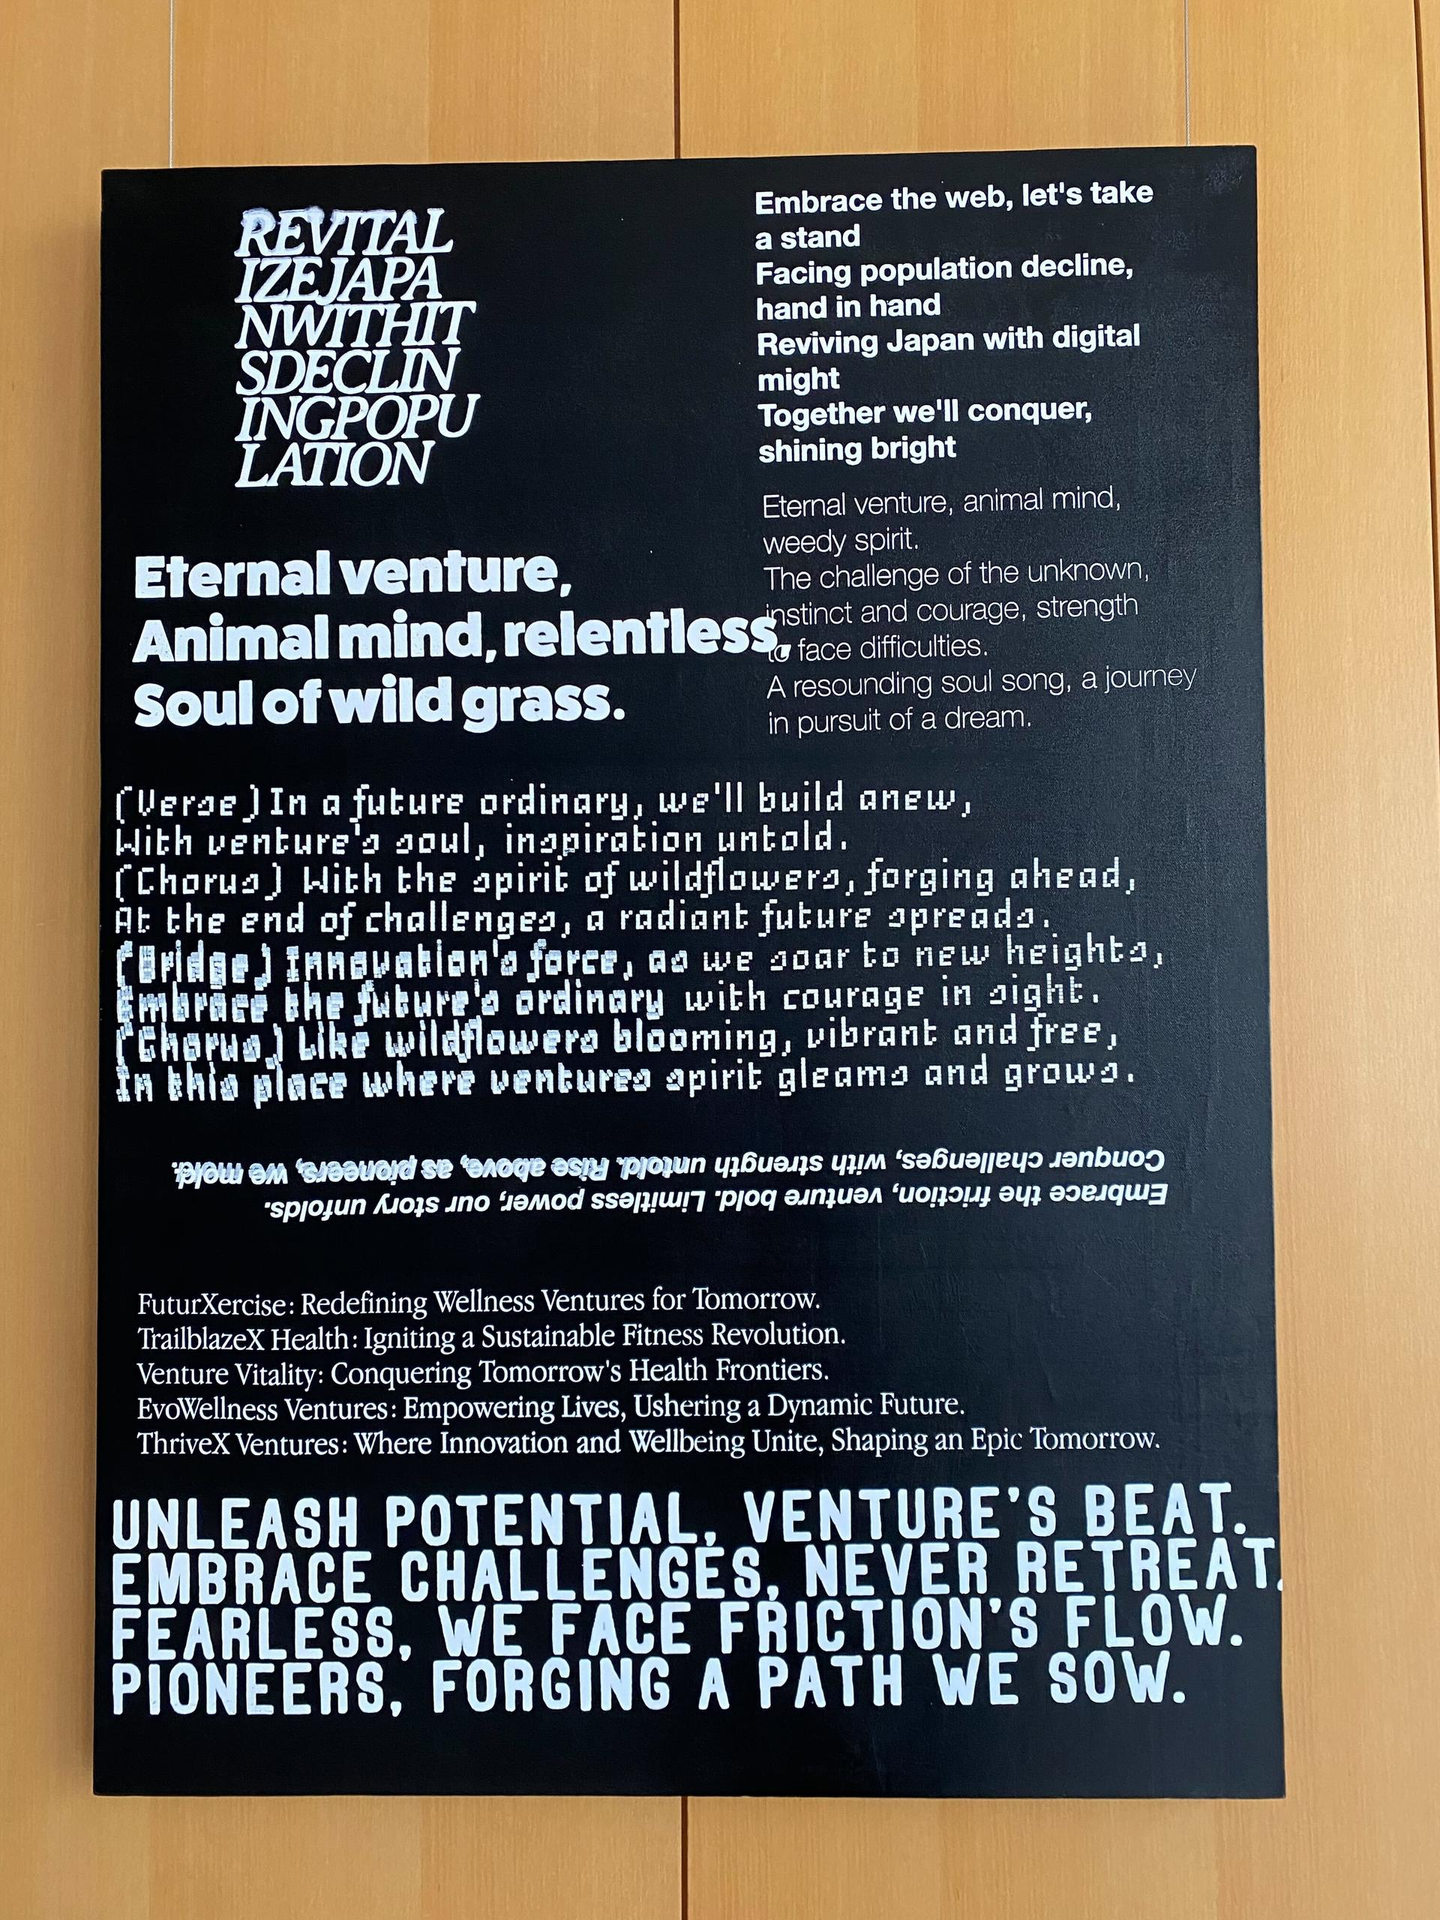 REVITAL
IZEJAPA
NWITHIT
SDECLIN
INGPOPU
LATION
Embrace the web, let's take
a stand
Facing population decline,
hand in hand
Reviving Japan with digital
might
Together we'll conquer,
shining bright
Eternal venture, animal mind,
weedy spirit.
The challenge of the unknown,
instinct and courage, strength
to face difficulties.
A resounding soul song, a journey
in pursuit of a dream.
Eternal venture,
Animal mind, relentless,
Soul of wild grass.
(Verse) In a future ordinary, we'll build anew,
With venture's soul, inspiration untold.
(Chorus) With the spirit of wildflowers, forging ahead,
At the end of challenges, a radiant future spreads.
(Bridge) Innovation's force, as we soar to new heights,
Embrace the future's ordinary with courage in sight.
(Chorus) Like wildflowers blooming, vibrant and free,
In this place where ventures spirit gleams and grows.
Embrace the friction, venture bold. Limitless power, our story unfolds.
Conquer challenges, with strength untold. Rise above, as pioneers, we mold.
FuturXercise: Redefining Wellness Ventures for Tomorrow.
TrailblazeX Health: Igniting a Sustainable Fitness Revolution.
Venture Vitality: Conquering Tomorrow's Health Frontiers.
EvoWellness Ventures: Empowering Lives, Ushering a Dynamic Future.
ThriveX Ventures: Where Innovation and Wellbeing Unite, Shaping an Epic Tomorrow.
UNLEASH POTENTIAL, VENTURE'S BEAT.
EMBRACE CHALLENGES, NEVER RETREAT.
FEARLESS, WE FACE FRICTION'S FLOW.
PIONEERS, FORGING A PATH WE SOW.